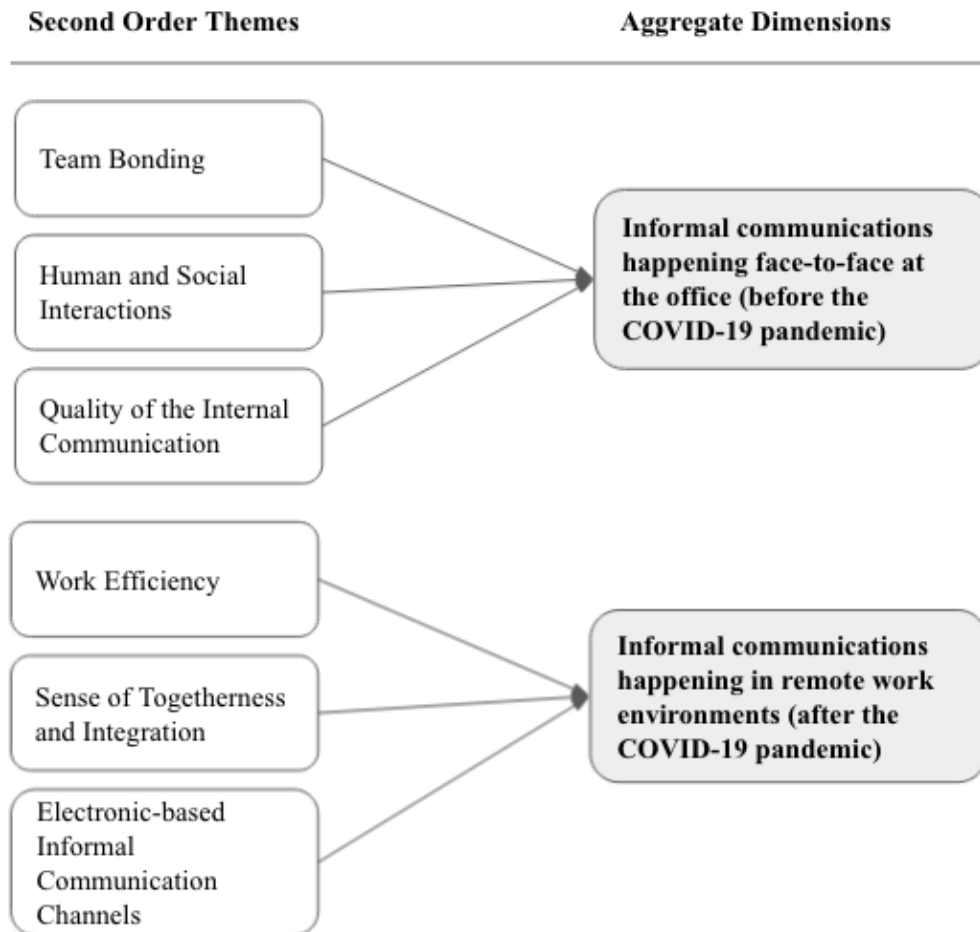 Second Order Themes
Aggregate Dimensions
Team Bonding
Human and Social
Interactions
Quality of the Internal
Communication
Informal communications
happening face-to-face at
the office (before the
COVID-19 pandemic)
Work Efficiency
Sense of Togetherness
and Integration
Electronic-based
Informal
Communication
Channels
Informal communications
happening in remote work
environments (after the
COVID-19 pandemic)